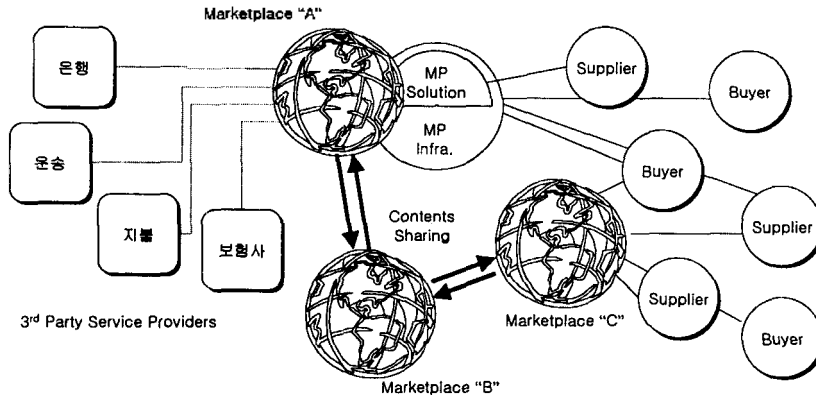 Marketplace “A”
은행
운송
지불
보험사
3rd Party Service Providers
MP
Solution
MP
Infra.
Supplier
Buyer
Buyer
Supplier
Supplier
Buyer
Contents
Sharing
Marketplace “C”
Marketplace “B”